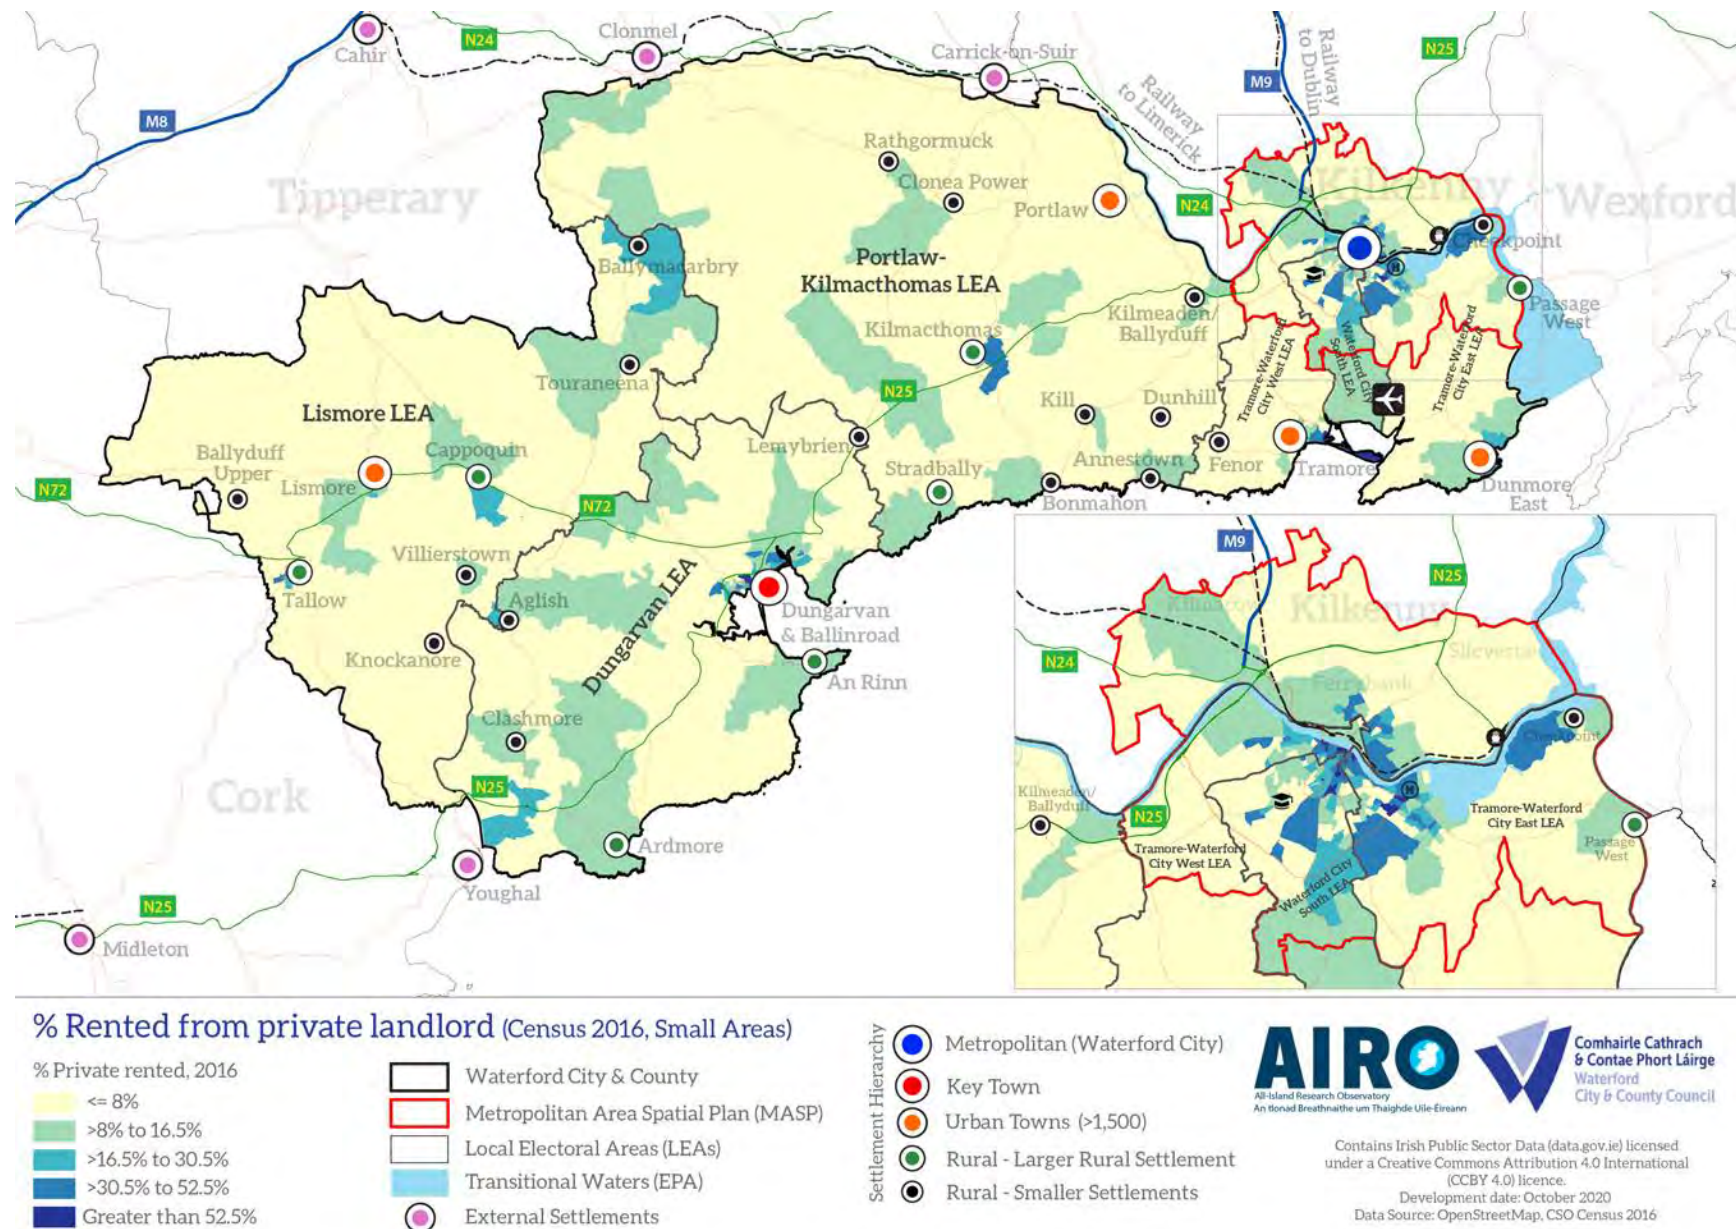 Cahir
N24
Clonmel
Carrick-on-Suir
Railway
to Dublin
N25
M9
Railway
to Limerick
M8
Rathgormuck
Clonea Power
Tipperary
Portlaw
N24
Kilkenny
Wexford
Ballymacarbry
Portlaw-
Kilmacthomas LEA
Cheekpoint
Kilmeaden/
Ballyduff
Passage
West
Kilmacthomas
Touraneena
Tramore-Waterford
City West LEA
Waterford City
South LEA
Tramore-Waterford
City East LEA
N25
Lismore LEA
Kill
Dunhill
Ballyduff
Upper
Cappoquin
Lemybrien
Lismore
Stradbally
Annestown
Fenor
Tramore
N72
N72
Bonmahon
Dunmore
East
Villierstown
Tallow
Aglish
Dungarvan LEA
Dungarvan
& Ballinroad
Knockanore
An Rinn
Clashmore
Cork
N25
Ardmore
Youghal
N25
Midleton
M9
N25
Kilkenny
N24
Slieverue
Ferrybank
Cheekpoint
Kilmeaden/
Ballyduff
N25
Tramore-Waterford
City East LEA
Tramore-Waterford
City West LEA
Passage
West
Waterford City
South LEA
% Rented from private landlord (Census 2016, Small Areas)
% Private rented, 2016
<= 8%
>8% to 16.5%
>16.5% to 30.5%
>30.5% to 52.5%
Greater than 52.5%
Waterford City & County
Metropolitan Area Spatial Plan (MASP)
Local Electoral Areas (LEAs)
Transitional Waters (EPA)
External Settlements
Settlement Hierarchy
Metropolitan (Waterford City)
Key Town
Urban Towns (>1,500)
Rural - Larger Rural Settlement
Rural - Smaller Settlements
AIRO
All-Island Research Observatory
An tIonad Breathnaithe um Thaighde Uile-Éireann
Comhairle Cathrach
& Contae Phort Láirge
Waterford
City & County Council
Contains Irish Public Sector Data (data.gov.ie) licensed
under a Creative Commons Attribution 4.0 International
(CCBY 4.0) licence.
Development date: October 2020
Data Source: OpenStreetMap, CSO Census 2016